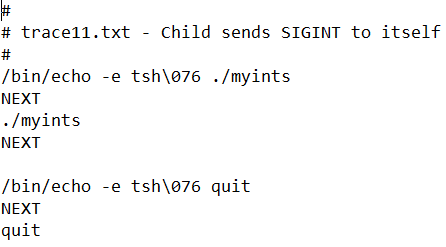 #
# trace11.txt - Child sends SIGINT to itself
#
/bin/echo -e tsh\076 ./myints
NEXT
./myints
NEXT

/bin/echo -e tsh\076 quit
NEXT
quit